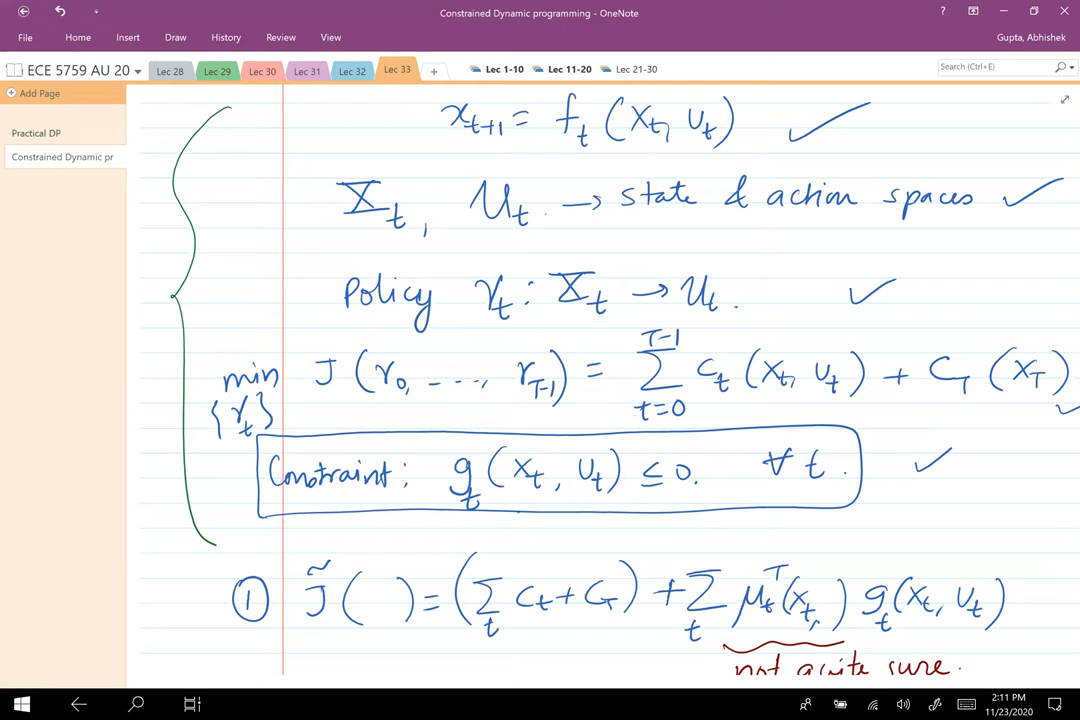 Constrained Dynamic programming - OneNote
?
Gupta, Abhishek
File Home Insert Draw History Review View
ECE 5759 AU 20 Lec 28 Lec 29 Lec 30 Lec 31 Lec 32 Lec 33 + Lec 1-10 Lec 11-20 Lec 21-30 Search (Ctrl+E)
Add Page
Practical DP
Constrained Dynamic pr
x_{t+1} = f_t (x_t, u_t) ✓
X_t, U_t. → state & action spaces ✓
Policy γ_t : X_t → U_t. ✓
min_{γ_t} J (γ_0, ---, γ_{T-1}) = ∑_{t=0}^{T-1} c_t (x_t, u_t) + C_T (x_T) ✓
Constraint: g_t (x_t, u_t) ≤ 0. ∀ t. ✓
① J̃ ( ) = (∑_t c_t + C_T) + ∑_t μ_t^T (x_t,) g_t (x_t, u_t)
not quite sure.
2:11 PM
11/23/2020